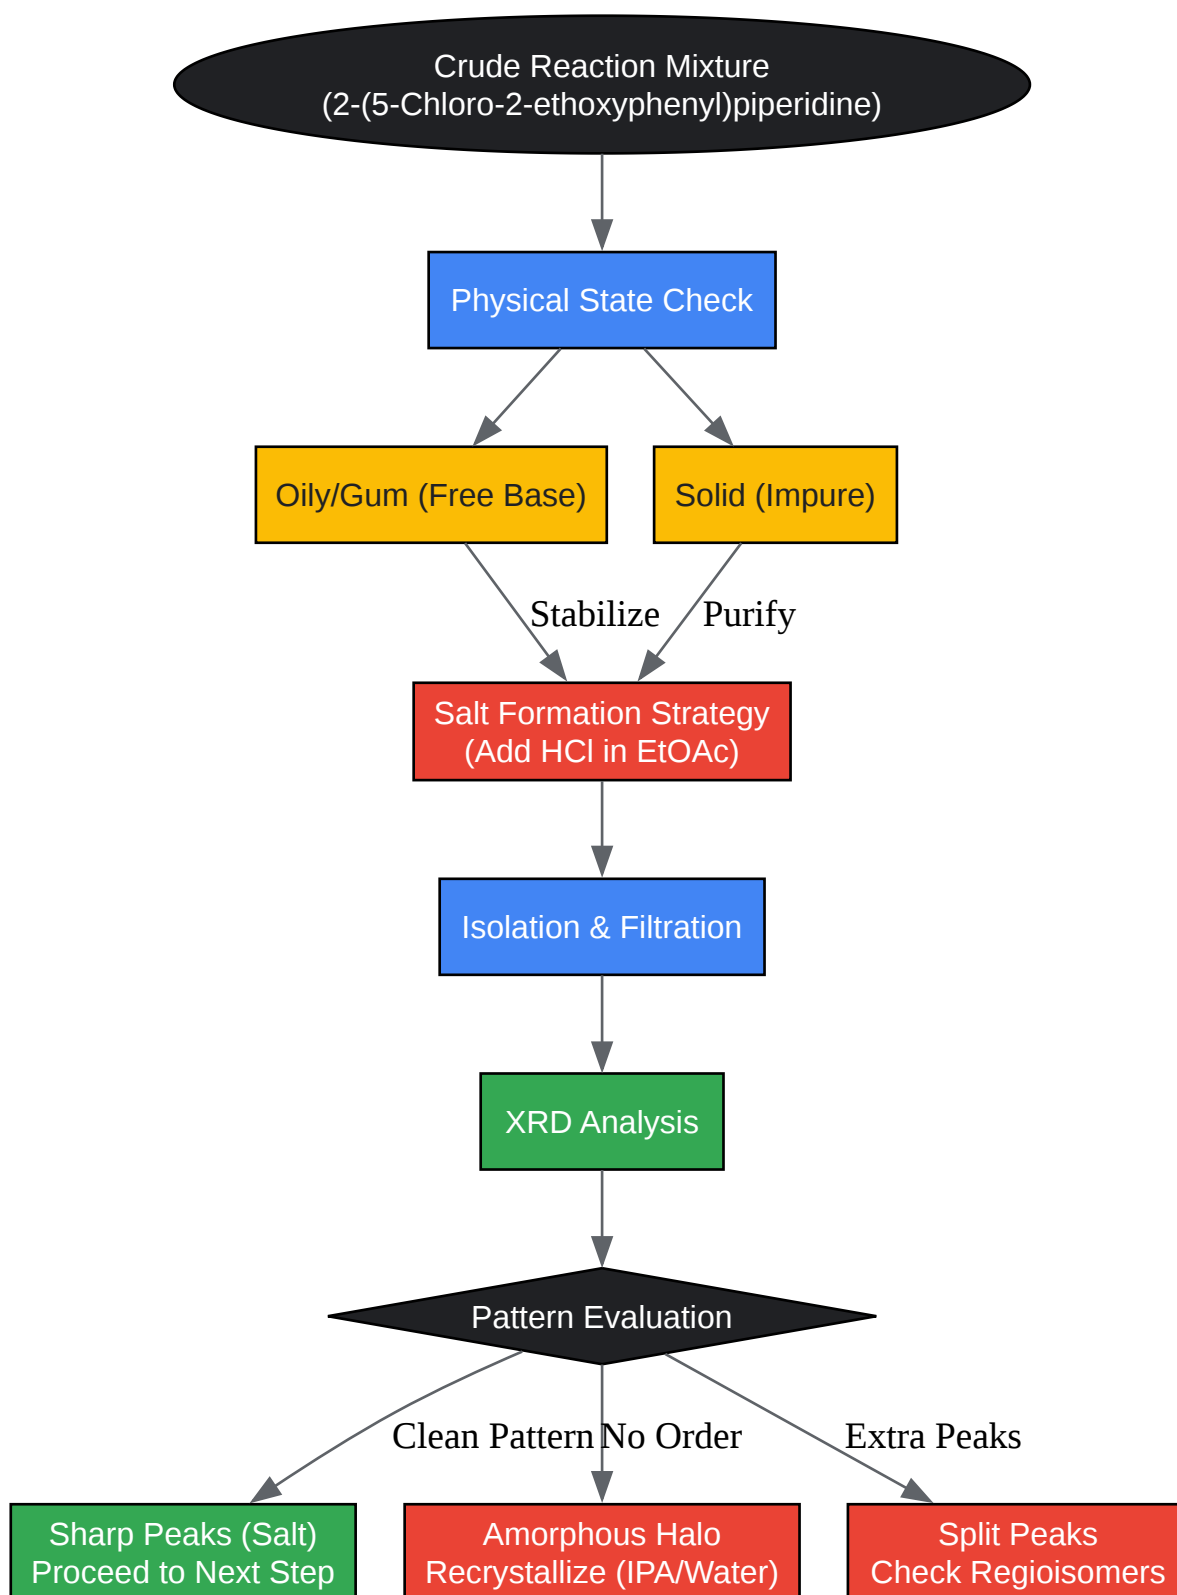 Crude Reaction Mixture
(2-(5-Chloro-2-ethoxyphenyl)piperidine)
Physical State Check
Oily/Gum (Free Base)
Solid (Impure)
Stabilize
Purify
Salt Formation Strategy
(Add HCl in EtOAc)
Isolation & Filtration
XRD Analysis
Pattern Evaluation
Clean Pattern
No Order
Extra Peaks
Sharp Peaks (Salt)
Proceed to Next Step
Amorphous Halo
Recrystallize (IPA/Water)
Split Peaks
Check Regioisomers